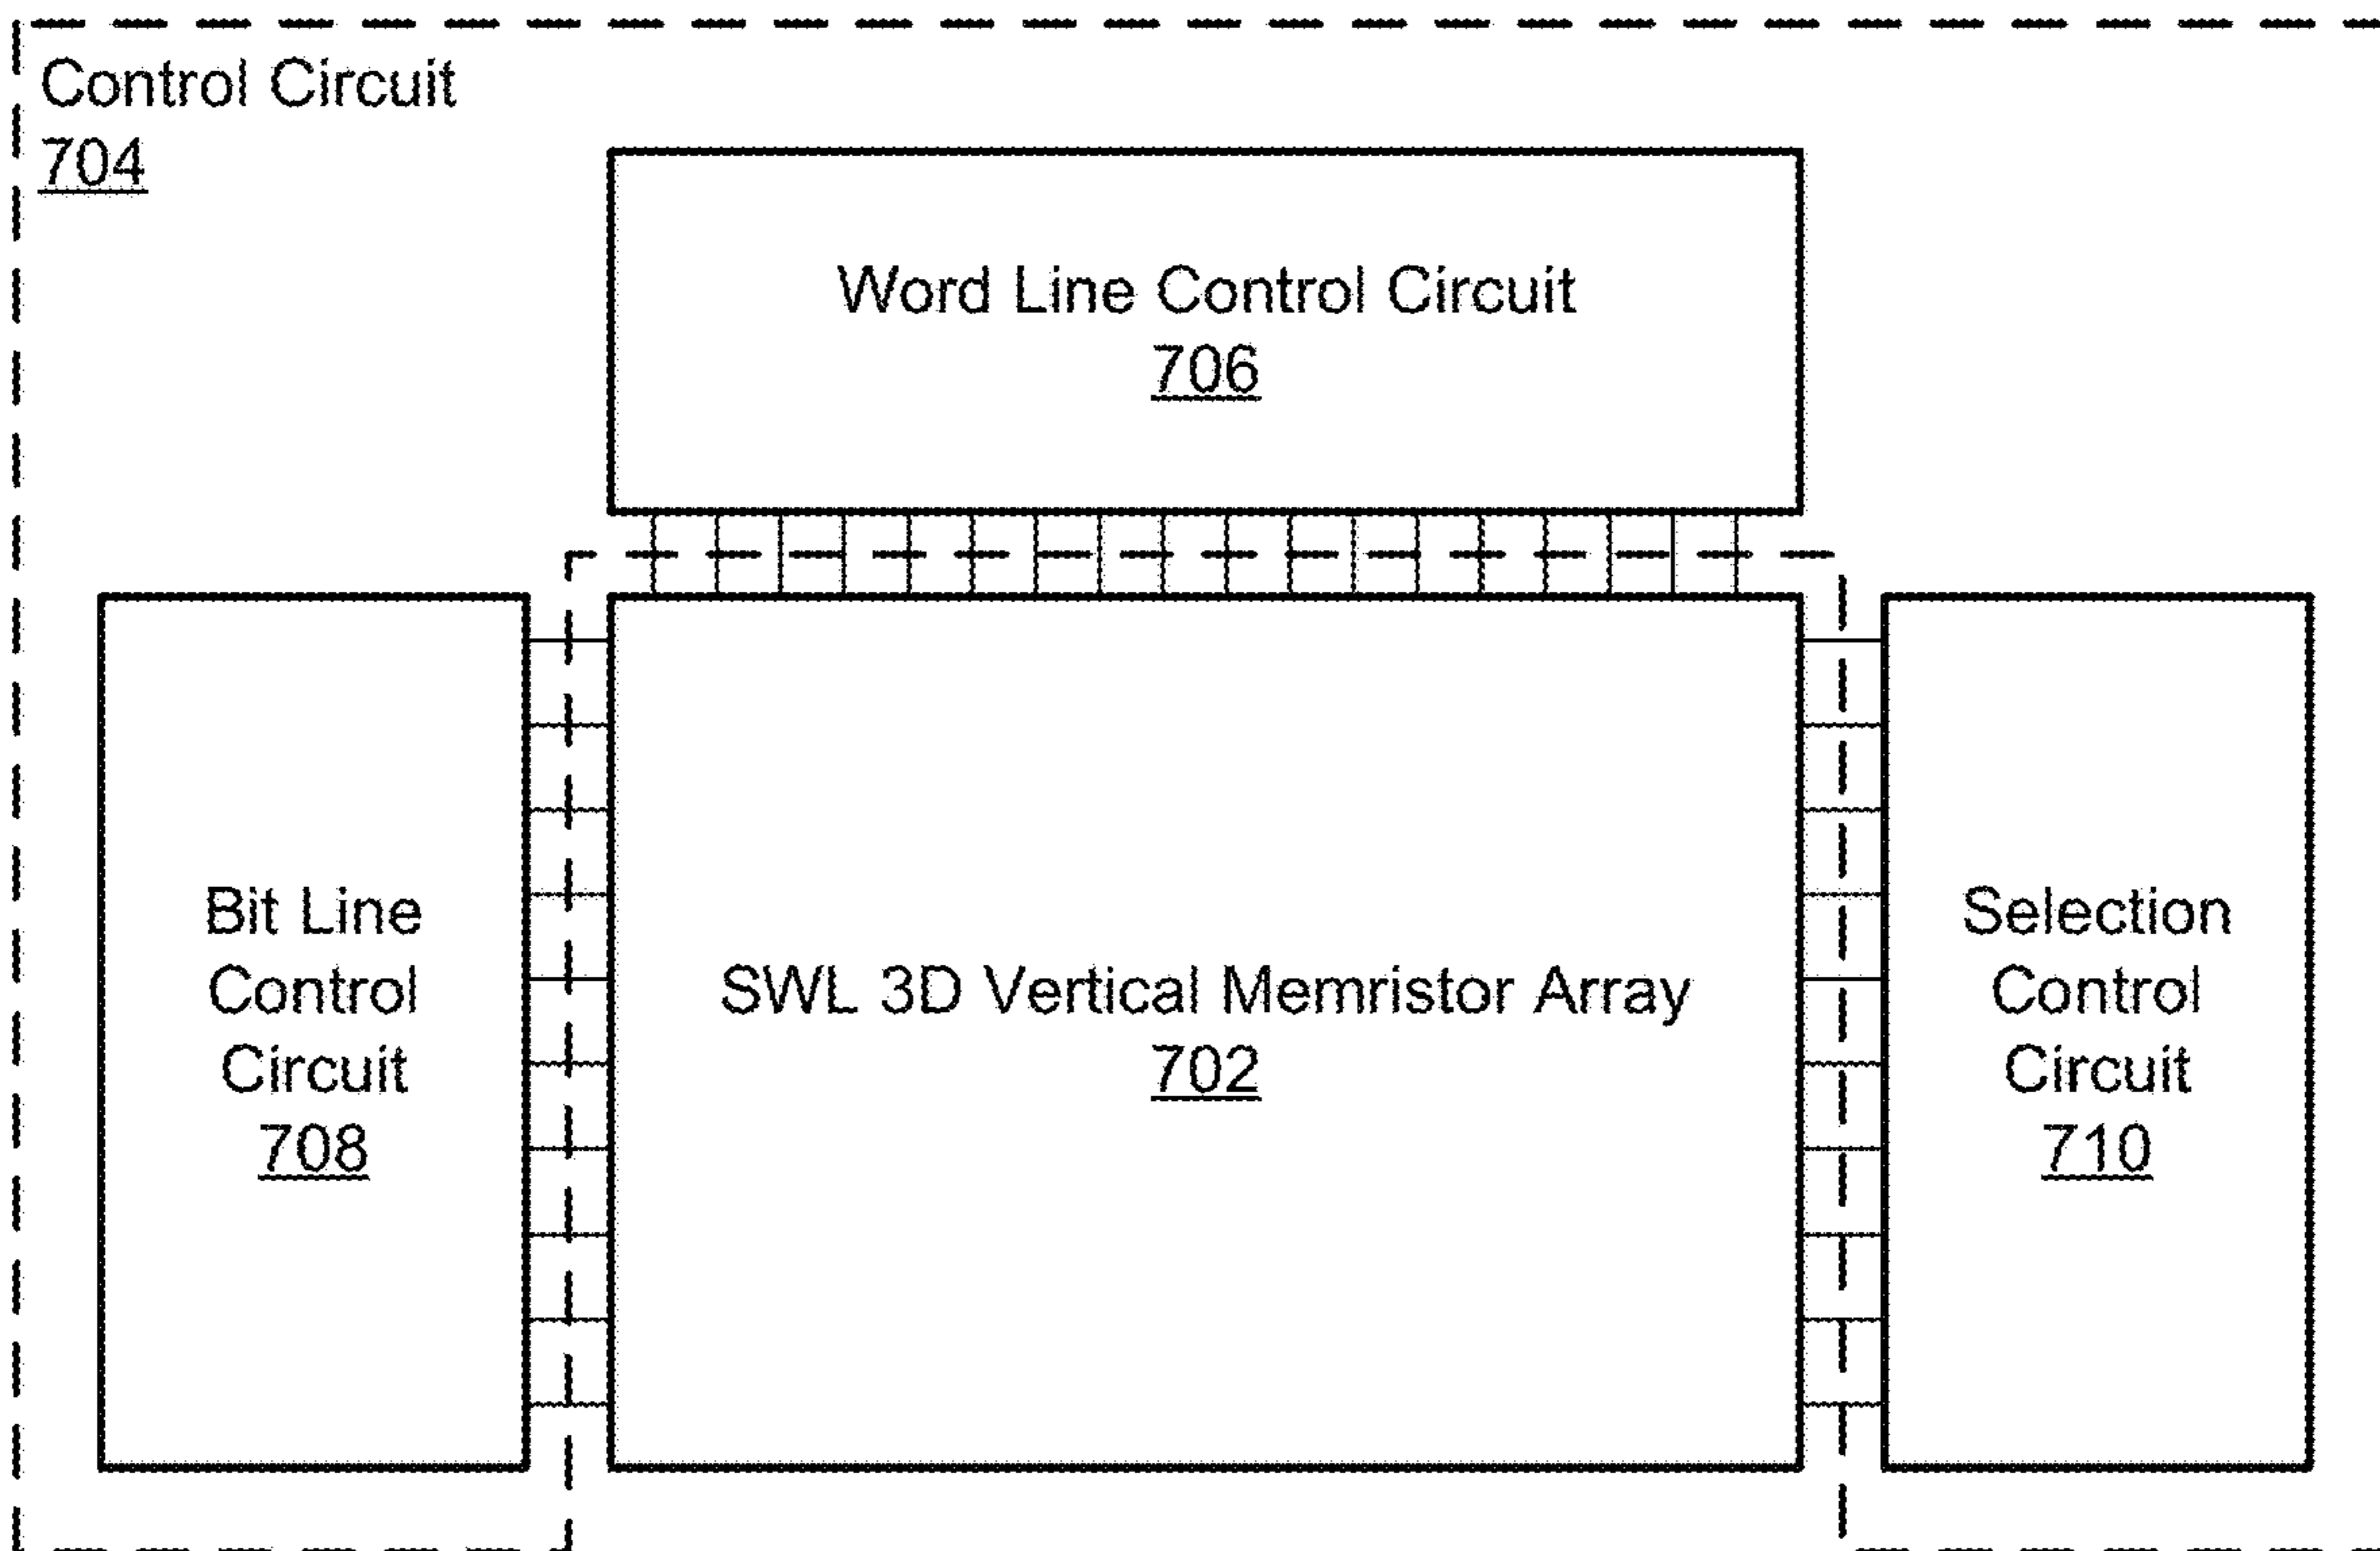 Control Circuit
704
Word Line Control Circuit
706
Bit Line
Control
Circuit
708
SWL 3D Vertical Memristor Array
702
Selection
Control
Circuit
710